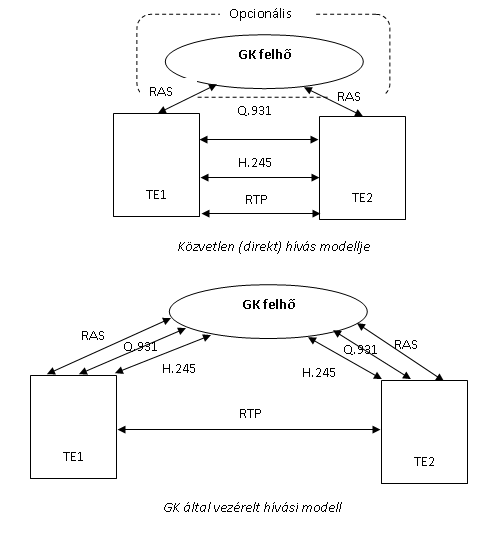 Opcionális
GK felhő
RAS
RAS
Q.931
H.245
RTP
TE1
TE2
Közvetlen (direkt) hívás modellje
GK felhő
RAS
Q.931
H.245
Q.931
RAS
H.245
RTP
TE1
TE2
GK által vezérelt hívási modell